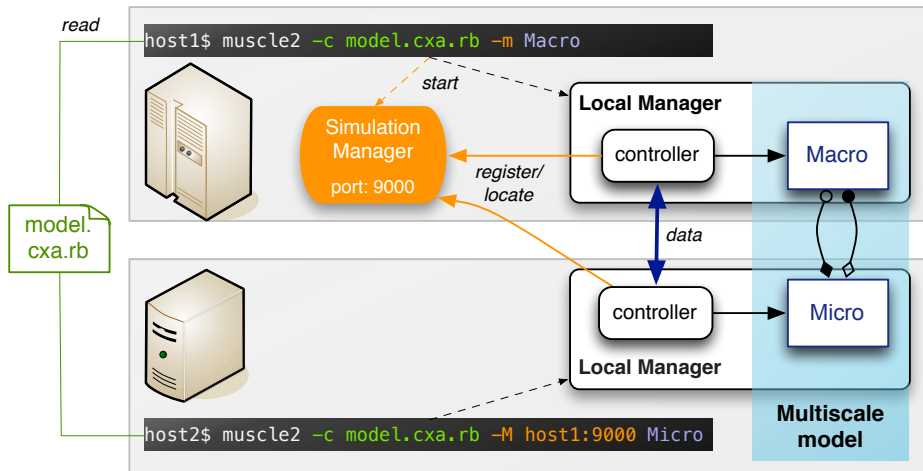 read
host1$ muscle2 –c model.cxa.rb –m Macro
start
Local Manager
Simulation
Manager
port: 9000
controller
Macro
register/
locate
model.
cxa.rb
data
controller
Micro
Local Manager
host2$ muscle2 –c model.cxa.rb –M host1:9000 Micro
Multiscale
model